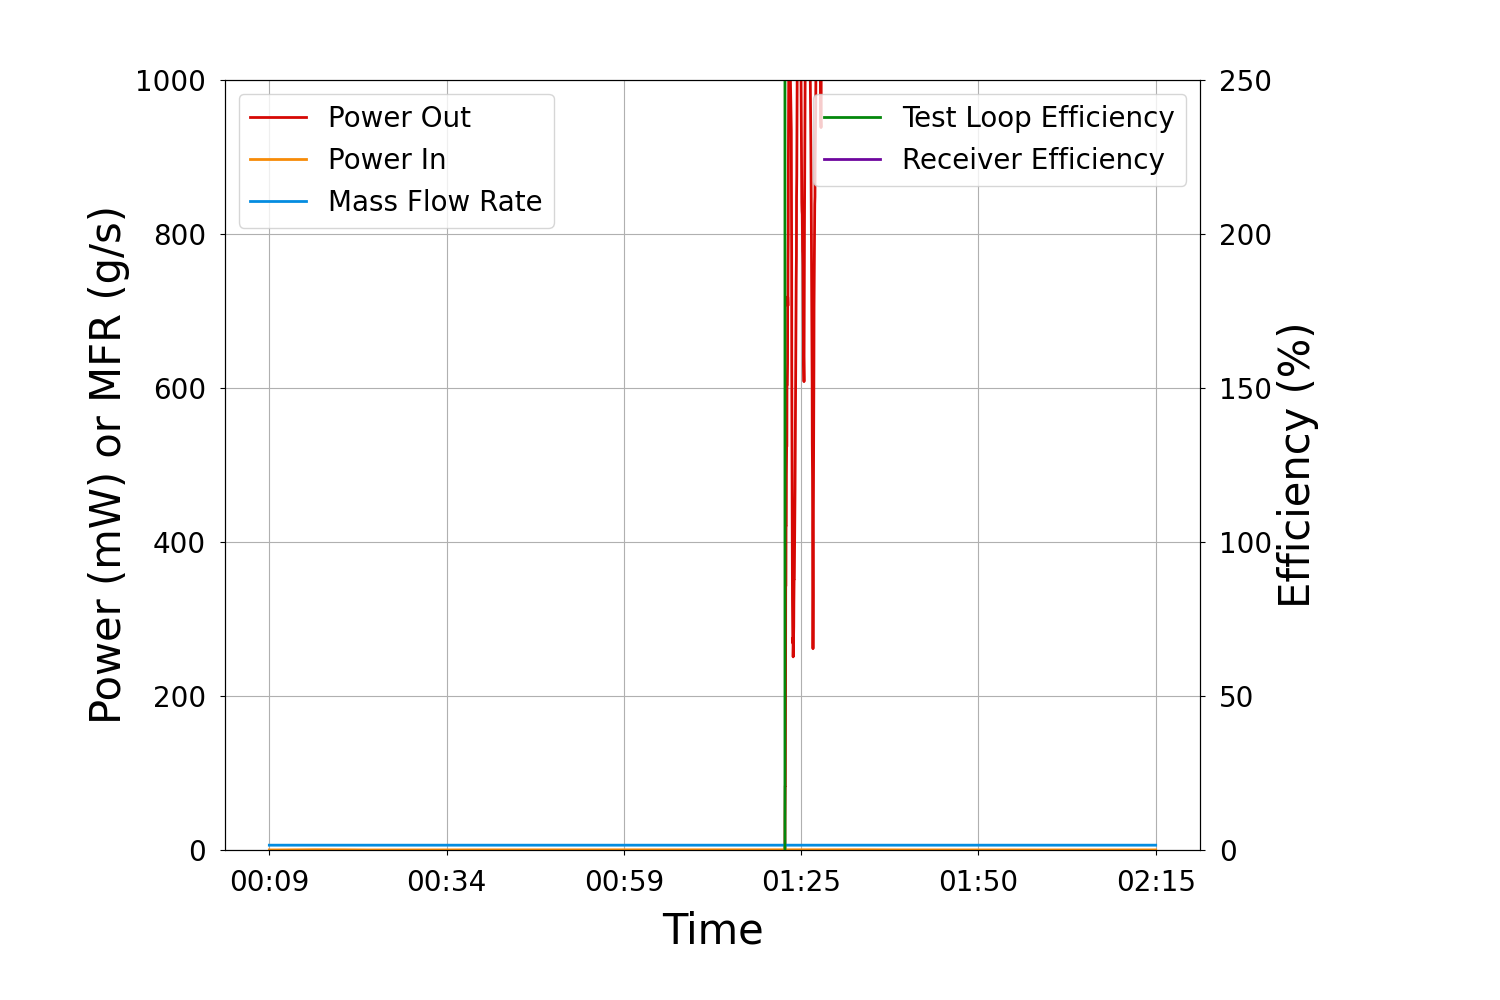 1000
800
600
400
200
0
Power (mW) or MFR (g/s)
Power Out
Power In
Mass Flow Rate
Test Loop Efficiency
Receiver Efficiency
250
200
150
100
50
0
Efficiency (%)
00:09 00:34 00:59 01:25 01:50 02:15
Time